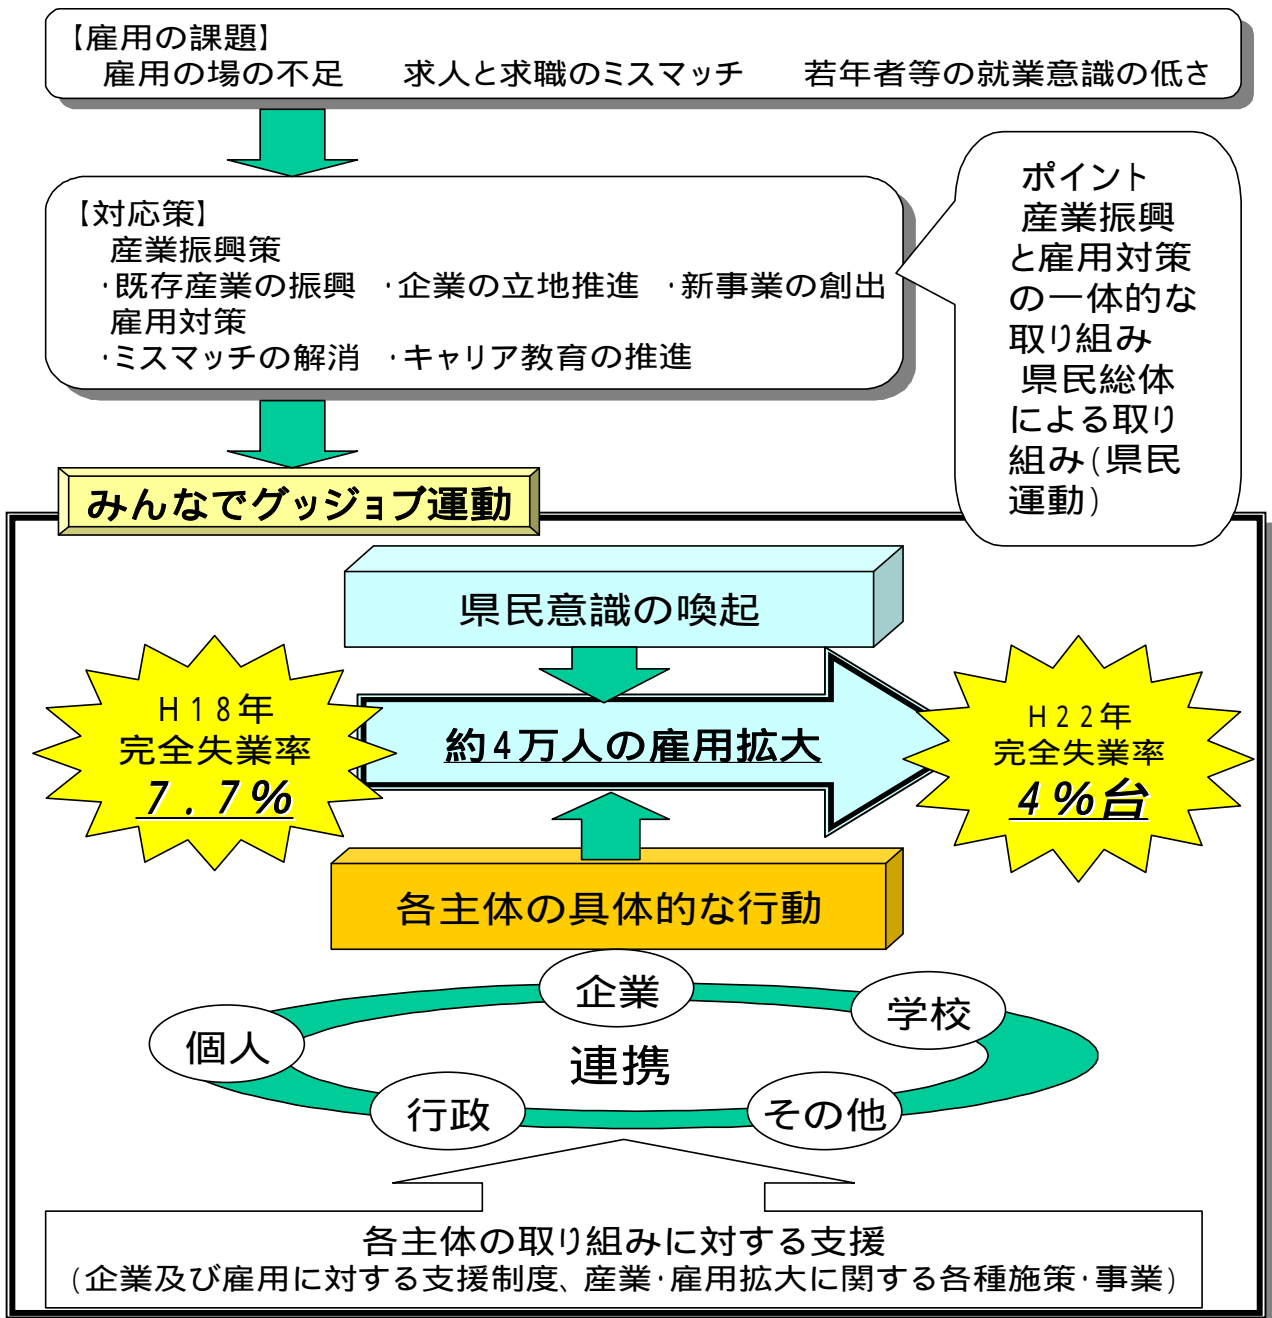 【雇用の課題】
雇用の場の不足　求人と求職のミスマッチ　若年者等の就業意識の低さ
【対応策】
産業振興策
・既存産業の振興　・企業の立地推進　・新事業の創出
雇用対策
・ミスマッチの解消　・キャリア教育の推進
ポイント
産業振興
と雇用対策
の一体的な
取り組み
県民総体
による取り
組み(県民
運動)
みんなでグッジョブ運動
県民意識の喚起
H18年
完全失業率
7.7%
約4万人の雇用拡大
H22年
完全失業率
4%台
各主体の具体的な行動
企業
学校
個人
連携
行政
その他
各主体の取り組みに対する支援
(企業及び雇用に対する支援制度、産業・雇用拡大に関する各種施策・事業)